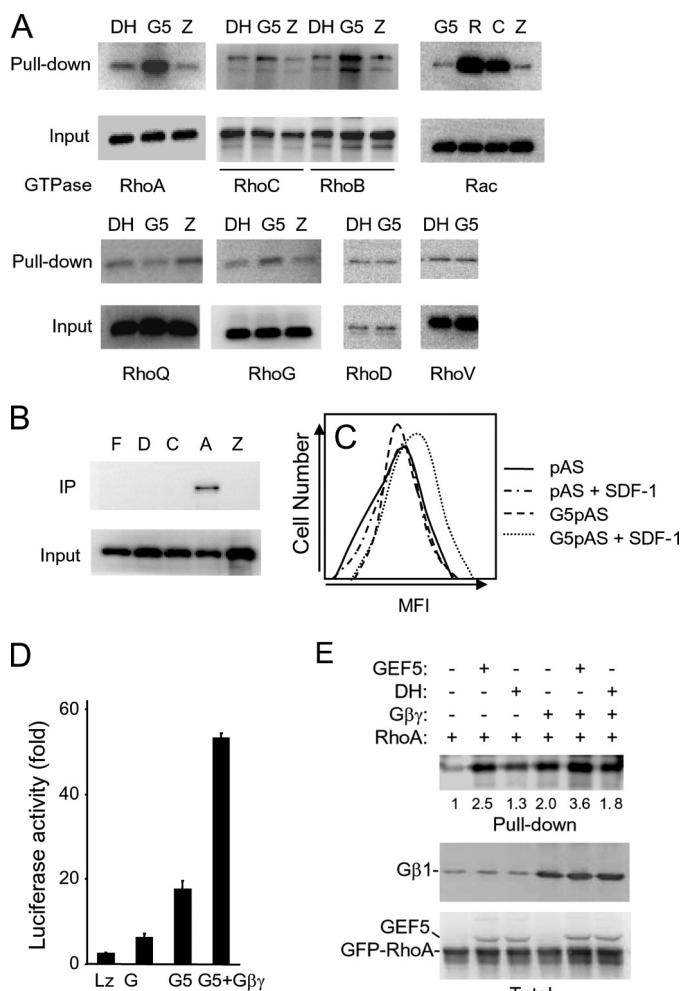 A
DH G5 Z
G5 Z
DH
DH G5 Z
G5 R C Z
Pull-down
Input
GTPase
RhoA
RhoC
RhoB
Rac
DH G5 Z
DH G5 Z
DH G5
DH G5
Pull-down
Input
RhoQ
RhoG
RhoD
RhoV
B
F D C A Z
IP
Input
C
Cell Number
MFI
pAS
pAS + SDF-1
G5pAS
G5pAS + SDF-1
D
Luciferase activity (fold)
60
40
20
0
Lz G G5 G5+Gβγ
E
GEF5: - + - - + -
DH: - - + - - +
Gβγ: - - - + + +
RhoA: + + + + + +
1 2.5 1.3 2.0 3.6 1.8
Pull-down
Gβ1-
GEF5
GFP-RhoA-